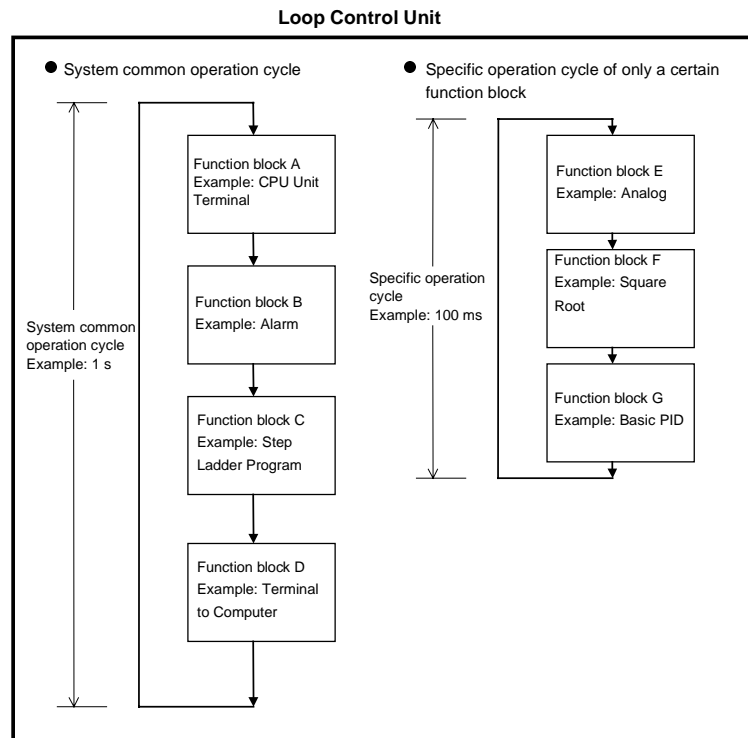 Loop Control Unit
● System common operation cycle
Function block A
Example: CPU Unit
Terminal
Function block B
Example: Alarm
System common
operation cycle
Example: 1 s
Function block C
Example: Step
Ladder Program
Function block D
Example: Terminal
to Computer
● Specific operation cycle of only a certain
function block
Function block E
Example: Analog
Specific operation
cycle
Example: 100 ms
Function block F
Example: Square
Root
Function block G
Example: Basic PID